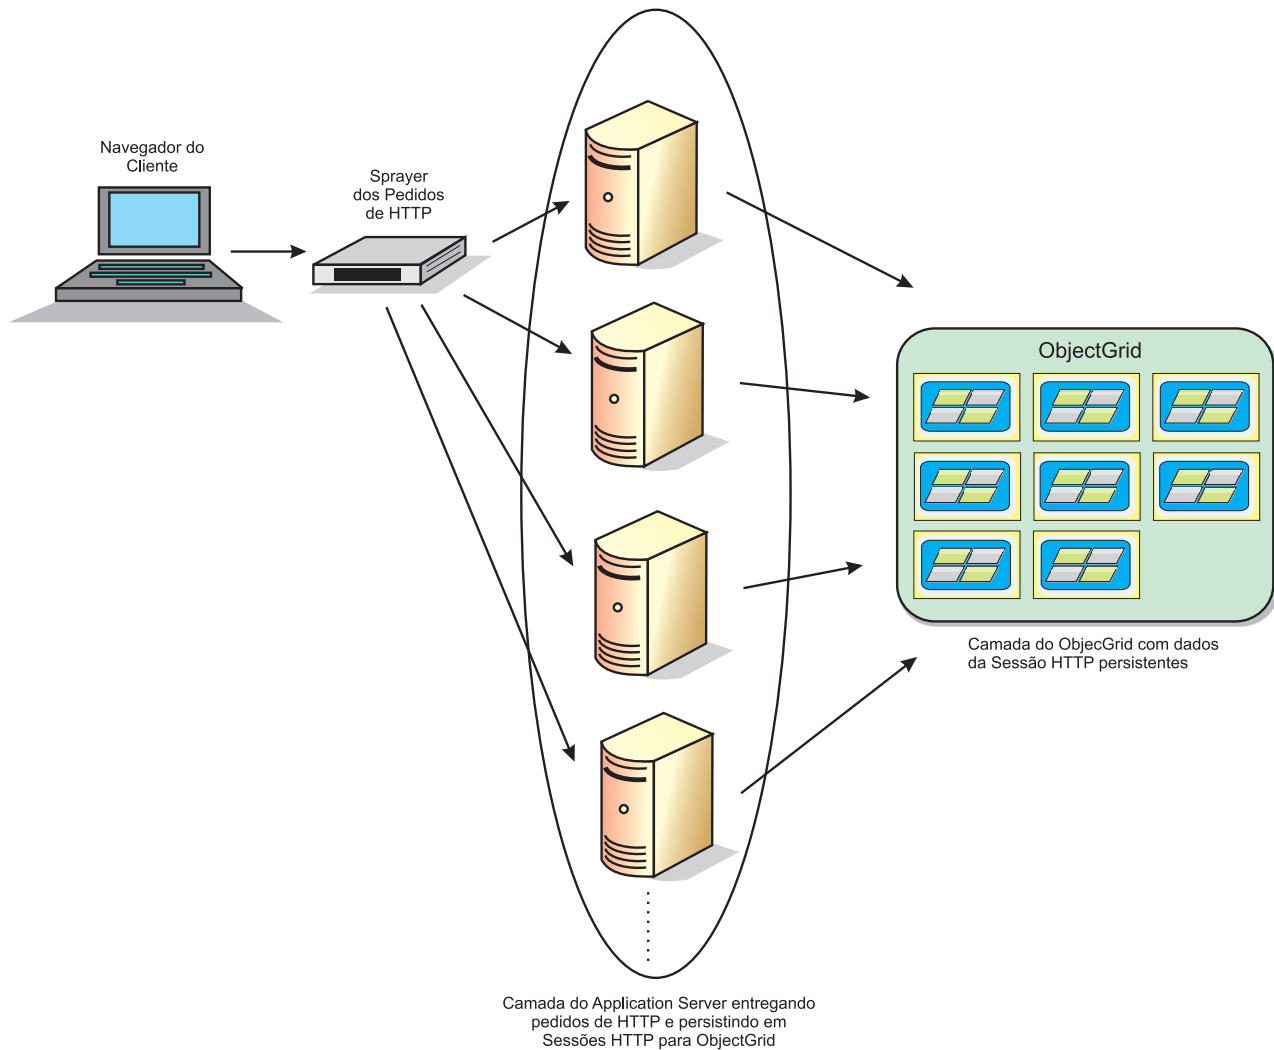 Navegador do
Cliente
Sprayer
dos Pedidos
de HTTP
ObjectGrid
Camada do ObjecGrid com dados
da Sessão HTTP persistentes
Camada do Application Server entregando
pedidos de HTTP e persistindo em
Sessões HTTP para ObjectGrid